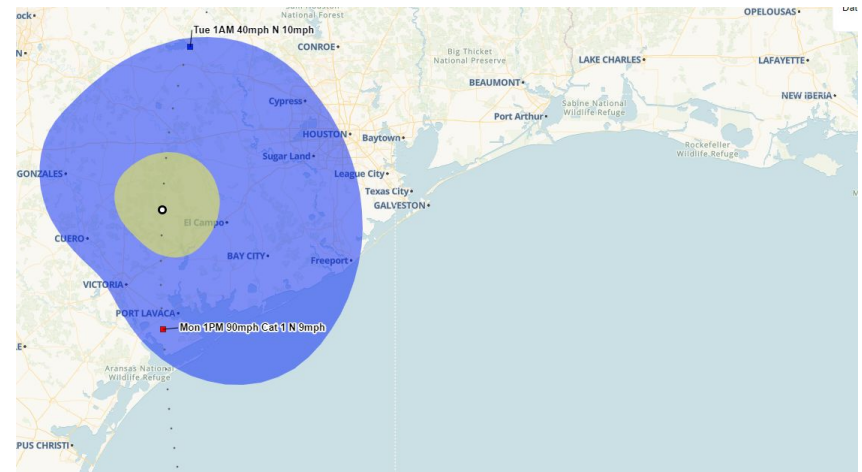 National Forest
OPELOUSAS
Tue 1AM 40mph N 10mph
CONROE
Big Thicket
National Preserve
LAKE CHARLES
LAFAYETTE
BEAUMONT
NEW IBERIA
Cypress
Sabine National
Wildlife Refuge
Port Arthur
HOUSTON
Baytown
Rockefeller
Wildlife Refuge
Sugar Land
GONZALES
League City
Texas City
GALVESTON
El Campo
CUERO
BAY CITY
Freeport
VICTORIA
PORT LAVACA
Mon 1PM 90mph Cat 1 N 9mph
Aransas National
Wildlife Refuge
PUS CHRISTI